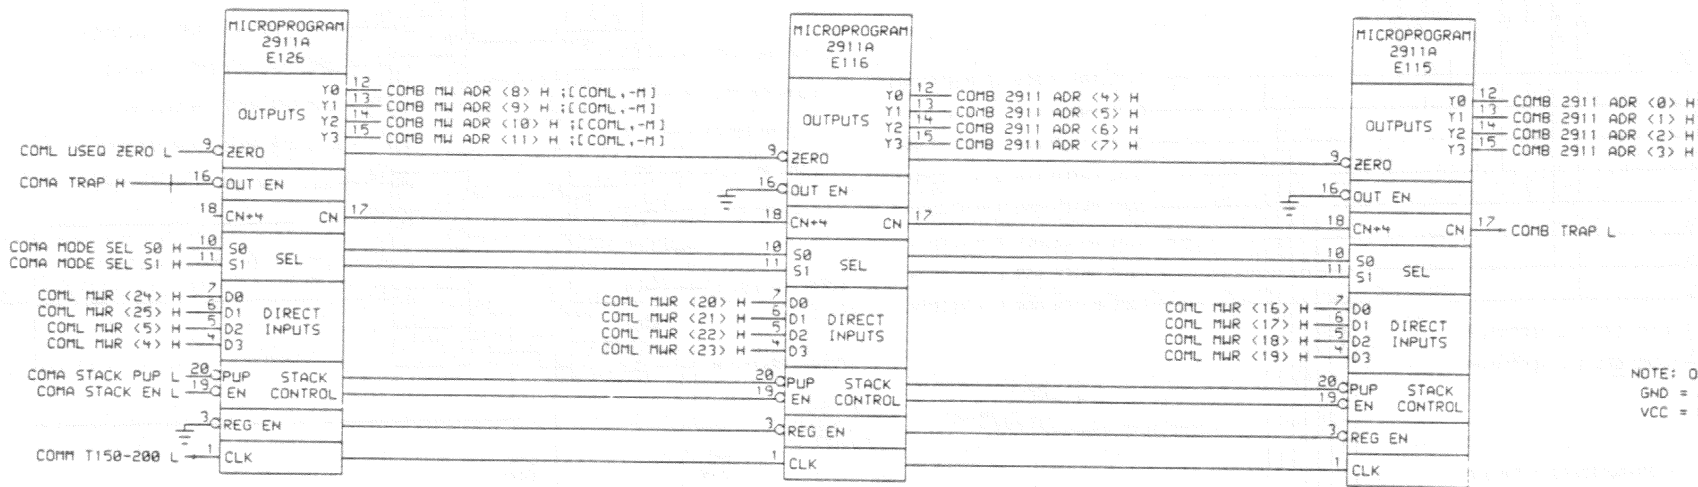 MICROPROGRAM
2911A
E126
OUTPUTS
Y0 12 COMB MW ADR <8> H ;[COML,-M]
Y1 13 COMB MW ADR <9> H ;[COML,-M]
Y2 14 COMB MW ADR <10> H ;[COML,-M]
Y3 15 COMB MW ADR <11> H ;[COML,-M]
COML USEQ ZERO L 9 ZERO
COMA TRAP H 16 OUT EN
18 CN+4 CN 17
COMA MODE SEL S0 H 10 S0
COMA MODE SEL S1 H 11 S1
SEL
COML MWR <24> H 7 D0
COML MWR <25> H 6 D1
COML MWR <5> H 5 D2
COML MWR <4> H 4 D3
DIRECT
INPUTS
COMA STACK PUP L 20 PUP
COMA STACK EN L 19 EN
STACK
CONTROL
3 REG EN
COMM T150-200 L 1 CLK
MICROPROGRAM
2911A
E116
OUTPUTS
Y0 12 COMB 2911 ADR <4> H
Y1 13 COMB 2911 ADR <5> H
Y2 14 COMB 2911 ADR <6> H
Y3 15 COMB 2911 ADR <7> H
9 ZERO
16 OUT EN
18 CN+4 CN 17
10 S0
11 S1
SEL
COML MWR <20> H 7 D0
COML MWR <21> H 6 D1
COML MWR <22> H 5 D2
COML MWR <23> H 4 D3
DIRECT
INPUTS
20 PUP
19 EN
STACK
CONTROL
3 REG EN
1 CLK
MICROPROGRAM
2911A
E115
OUTPUTS
Y0 12 COMB 2911 ADR <0> H
Y1 13 COMB 2911 ADR <1> H
Y2 14 COMB 2911 ADR <2> H
Y3 15 COMB 2911 ADR <3> H
9 ZERO
16 OUT EN
18 CN+4 CN 17 COMB TRAP L
10 S0
11 S1
SEL
COML MWR <16> H 7 D0
COML MWR <17> H 6 D1
COML MWR <18> H 5 D2
COML MWR <19> H 4 D3
DIRECT
INPUTS
20 PUP
19 EN
STACK
CONTROL
3 REG EN
1 CLK
NOTE: O
GND =
VCC =